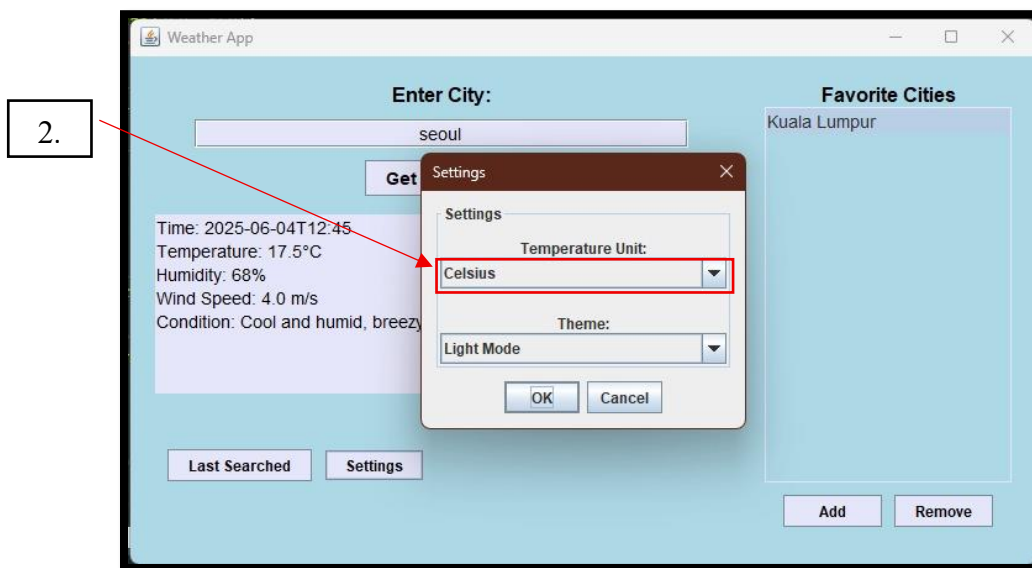 Weather App
2.
Enter City:
seoul
Get
Time: 2025-06-04T12:45
Temperature: 17.5°C
Humidity: 68%
Wind Speed: 4.0 m/s
Condition: Cool and humid, breezy
Last Searched
Settings
Settings
Settings
Temperature Unit:
Celsius
Theme:
Light Mode
OK
Cancel
Favorite Cities
Kuala Lumpur
Add
Remove